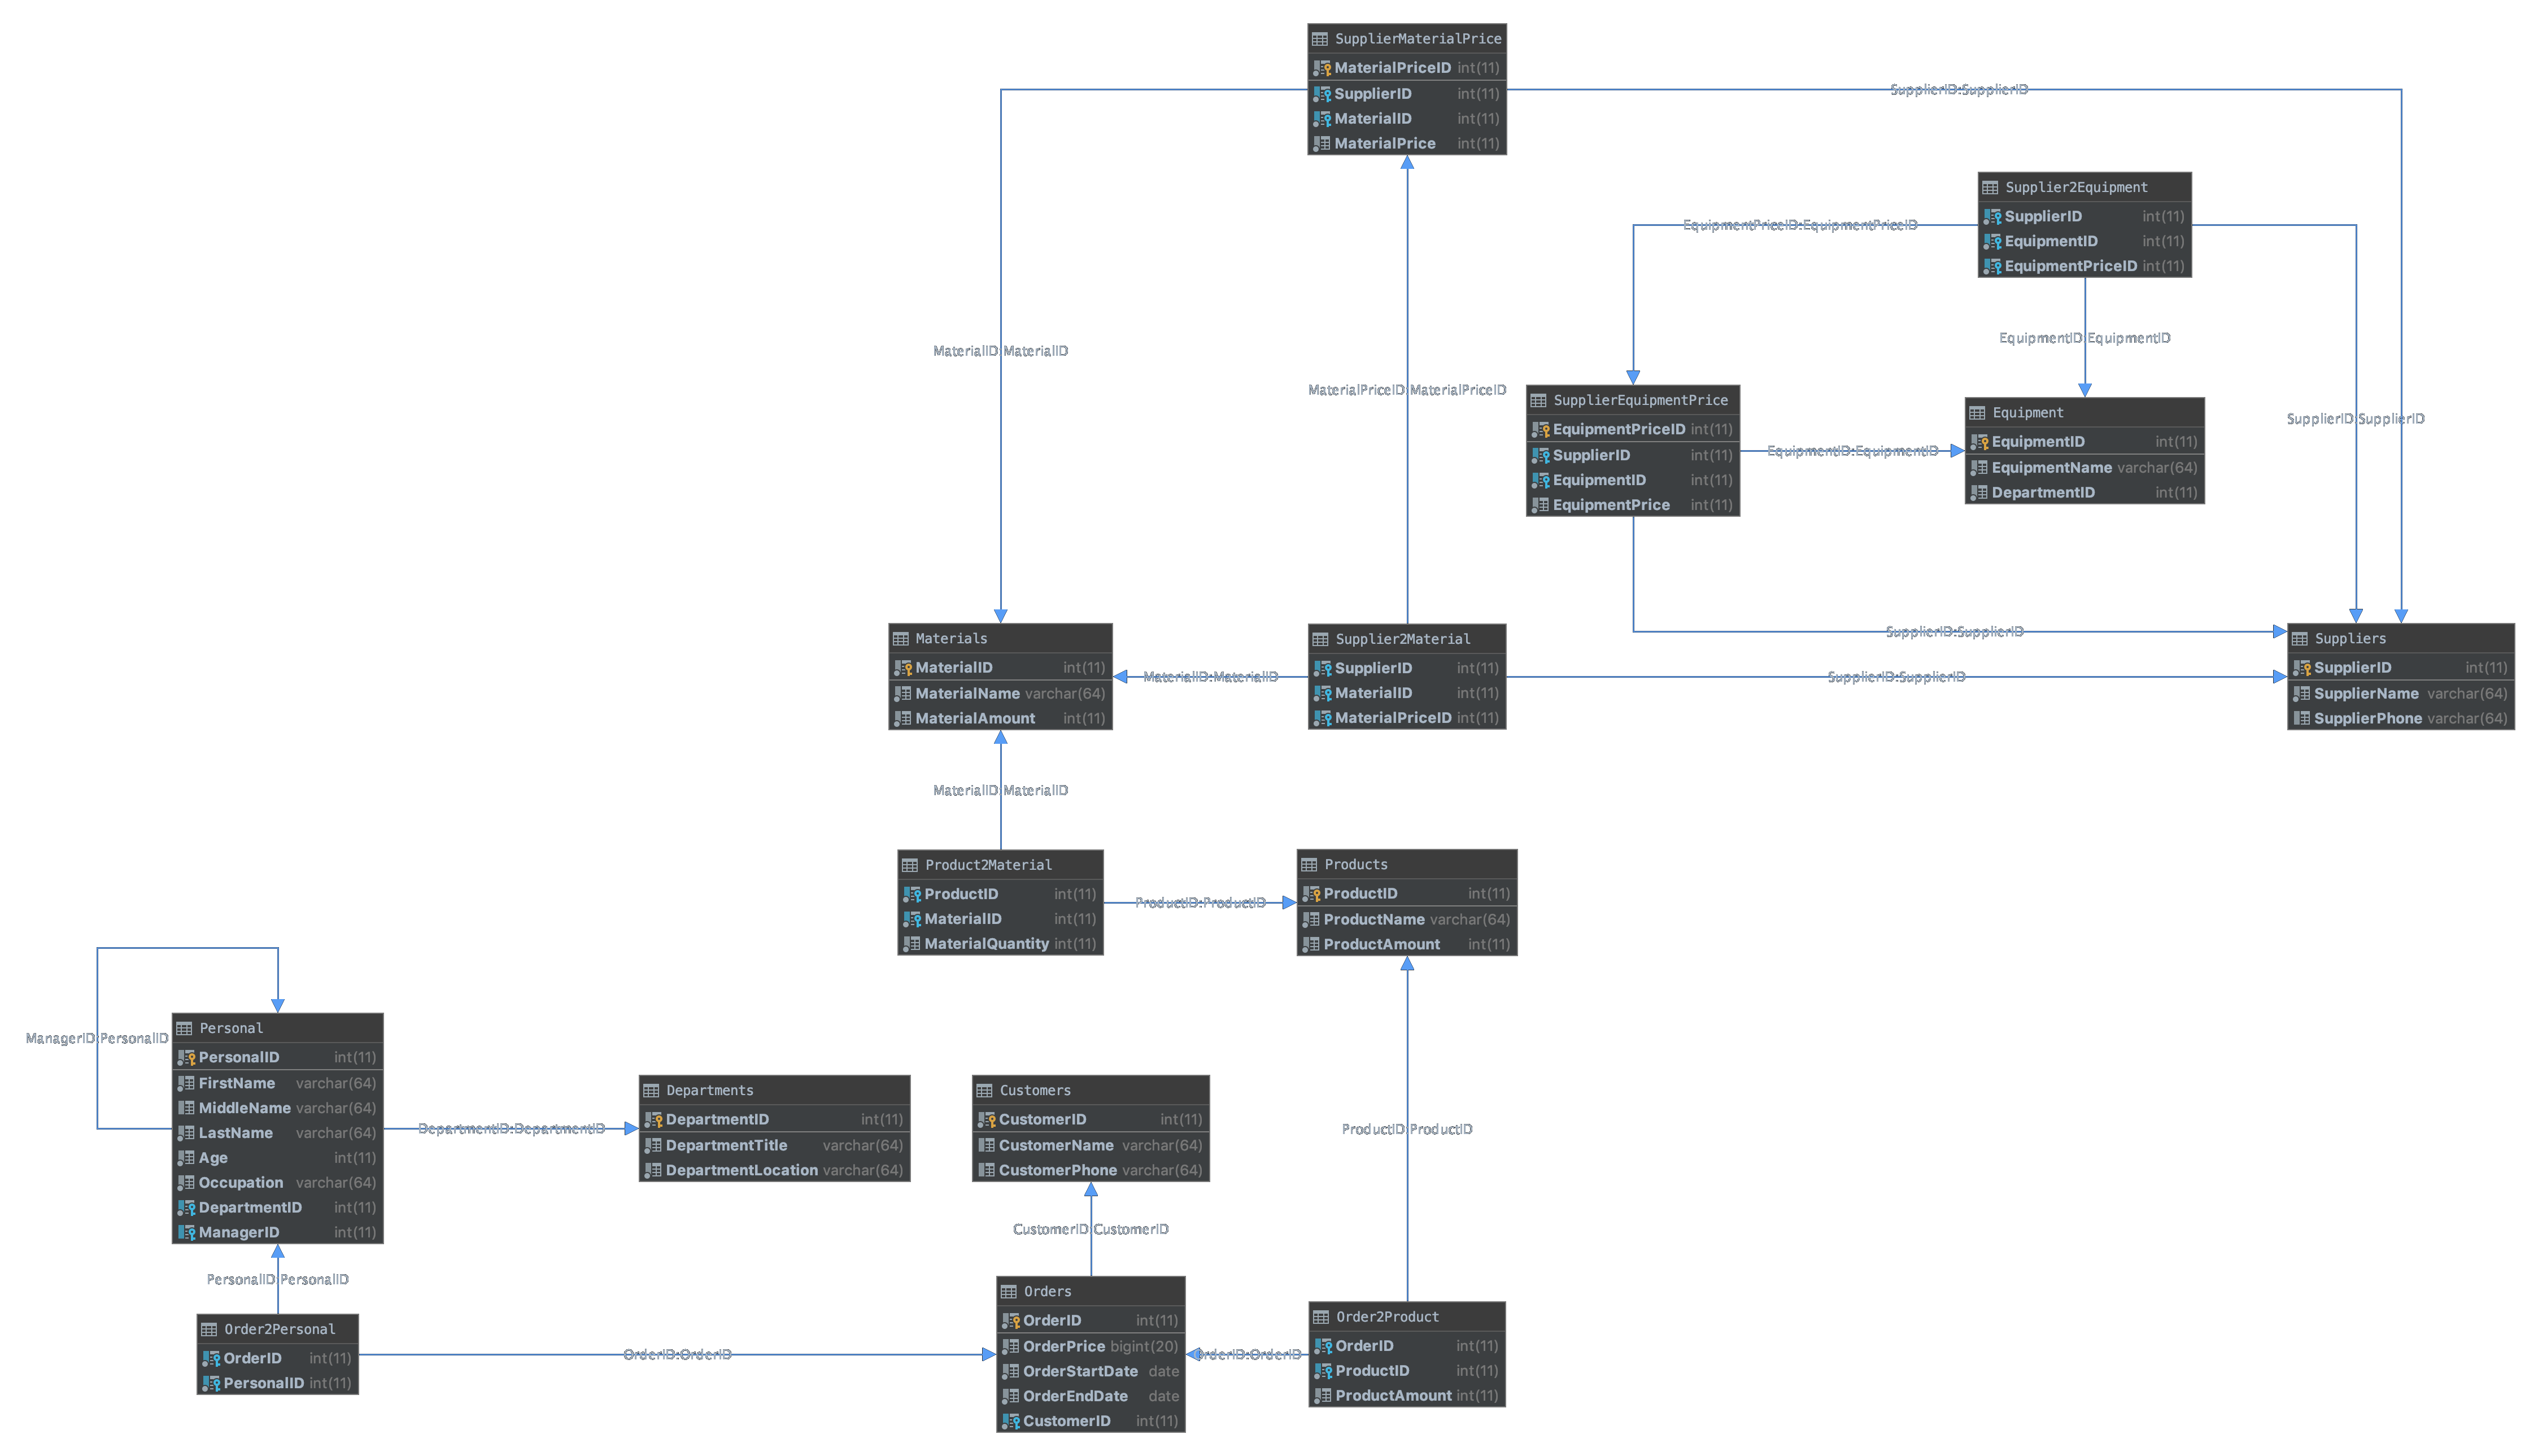 SupplierMaterialPrice
MaterialPriceID int(11)
SupplierID int(11)
MaterialID int(11)
MaterialPrice int(11)
SupplierID:SupplierID
Supplier2Equipment
SupplierID int(11)
EquipmentID int(11)
EquipmentPriceID int(11)
EquipmentPriceID:EquipmentPriceID
EquipmentID:EquipmentID
MaterialID:MaterialID
MaterialPriceID:MaterialPriceID
SupplierEquipmentPrice
EquipmentPriceID int(11)
SupplierID int(11)
EquipmentID int(11)
EquipmentPrice int(11)
EquipmentID:EquipmentID
Equipment
EquipmentID int(11)
EquipmentName varchar(64)
DepartmentID int(11)
SupplierID:SupplierID
SupplierID:SupplierID
Materials
MaterialID int(11)
MaterialName varchar(64)
MaterialAmount int(11)
MaterialID:MaterialID
Supplier2Material
SupplierID int(11)
MaterialID int(11)
MaterialPriceID int(11)
SupplierID:SupplierID
Suppliers
SupplierID int(11)
SupplierName varchar(64)
SupplierPhone varchar(64)
MaterialID:MaterialID
Product2Material
ProductID int(11)
MaterialID int(11)
MaterialQuantity int(11)
ProductID:ProductID
Products
ProductID int(11)
ProductName varchar(64)
ProductAmount int(11)
ManagerID:PersonalID
Personal
PersonalID int(11)
FirstName varchar(64)
MiddleName varchar(64)
LastName varchar(64)
Age int(11)
Occupation varchar(64)
DepartmentID int(11)
ManagerID int(11)
DepartmentID:DepartmentID
Departments
DepartmentID int(11)
DepartmentTitle varchar(64)
DepartmentLocation varchar(64)
Customers
CustomerID int(11)
CustomerName varchar(64)
CustomerPhone varchar(64)
ProductID:ProductID
CustomerID:CustomerID
PersonalID:PersonalID
Order2Personal
OrderID int(11)
PersonalID int(11)
OrderID:OrderID
Orders
OrderID int(11)
OrderPrice bigint(20)
OrderStartDate date
OrderEndDate date
CustomerID int(11)
OrderID:OrderID
Order2Product
OrderID int(11)
ProductID int(11)
ProductAmount int(11)